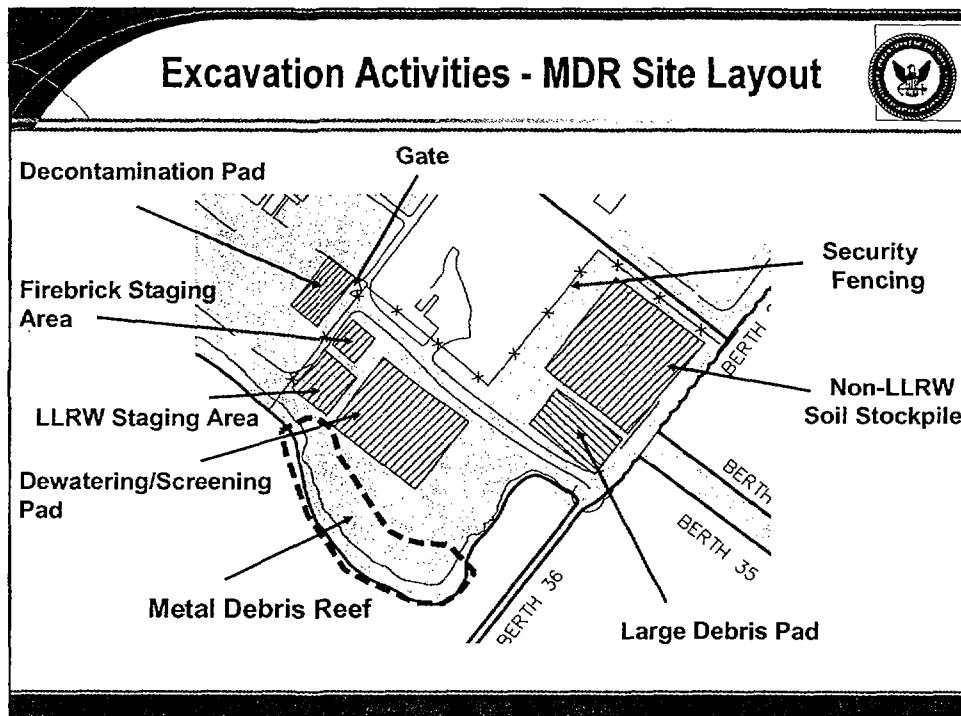 Excavation Activities - MDR Site Layout
Decontamination Pad
Gate
Security
Fencing
Firebrick Staging
Area
BERTH
Non-LLRW
Soil Stockpile
LLRW Staging Area
Dewatering/Screening
Pad
BERTH
BERTH 35
BERTH 36
Metal Debris Reef
Large Debris Pad